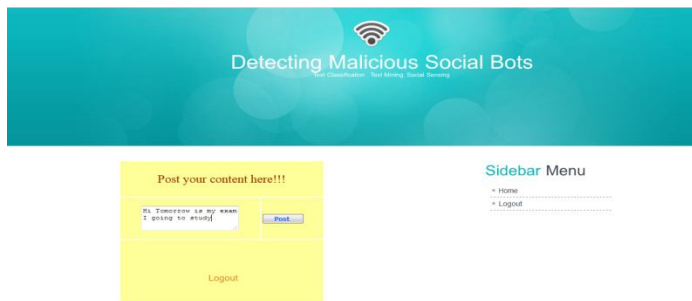 Detecting Malicious Social Bots
Text Classification Text Mining Social Sensing
Post your content here!!!
Hi Tomorrow is my exam
I going to study
Post
Logout
Sidebar Menu
Home
Logout